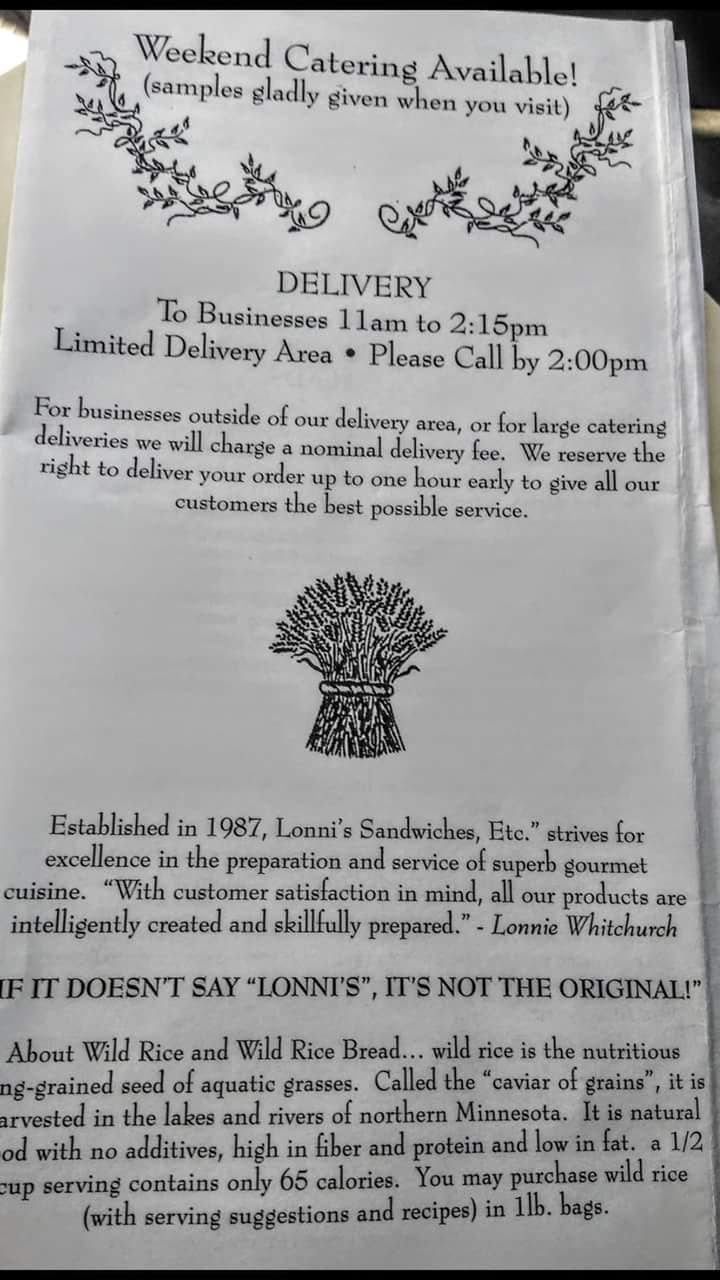 Weekend Catering Available!
(samples gladly given when you visit)
DELIVERY
To Businesses 11am to 2:15pm
Limited Delivery Area • Please Call by 2:00pm
For businesses outside of our delivery area, or for large catering
deliveries we will charge a nominal delivery fee. We reserve the
right to deliver your order up to one hour early to give all our
customers the best possible service.
Established in 1987, Lonni's Sandwiches, Etc." strives for
excellence in the preparation and service of superb gourmet
cuisine. "With customer satisfaction in mind, all our products are
intelligently created and skillfully prepared." - Lonnie Whitchurch
IF IT DOESN'T SAY "LONNI'S", IT'S NOT THE ORIGINAL!"
About Wild Rice and Wild Rice Bread... wild rice is the nutritious
ng-grained seed of aquatic grasses. Called the "caviar of grains", it is
arvested in the lakes and rivers of northern Minnesota. It is natural
od with no additives, high in fiber and protein and low in fat. a 1/2
cup serving contains only 65 calories. You may purchase wild rice
(with serving suggestions and recipes) in 1lb. bags.